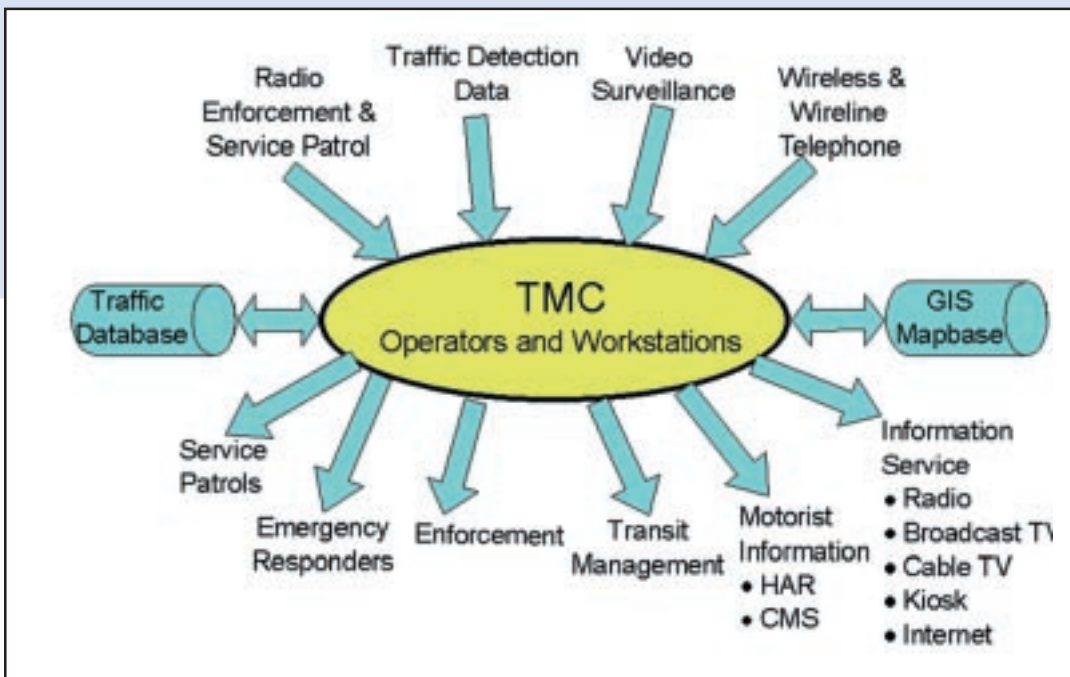 Radio
Enforcement &
Service Patrol
Traffic Detection
Data
Video
Surveillance
Wireless &
Wireline
Telephone
Traffic
Database
TMC
Operators and Workstations
GIS
Mapbase
Service
Patrols
Emergency
Responders
Enforcement
Transit
Management
Motorist
Information
• HAR
• CMS
Information
Service
• Radio
• Broadcast TV
• Cable TV
• Kiosk
• Internet